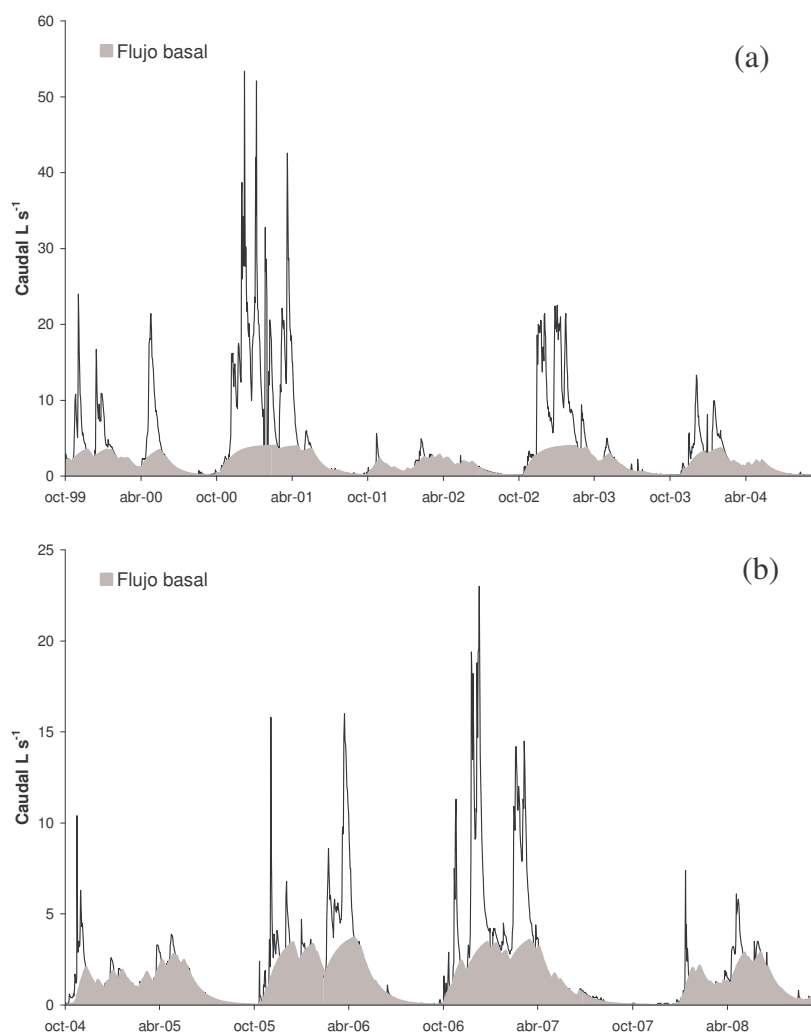 60
Flujo basal
(a)
50
40
30
20
10
0
Caudal L s-1
oct-99 abr-00 oct-00 abr-01 oct-01 abr-02 oct-02 abr-03 oct-03 abr-04
25
Flujo basal
(b)
20
15
10
5
0
Caudal L s-1
oct-04 abr-05 oct-05 abr-06 oct-06 abr-07 oct-07 abr-08